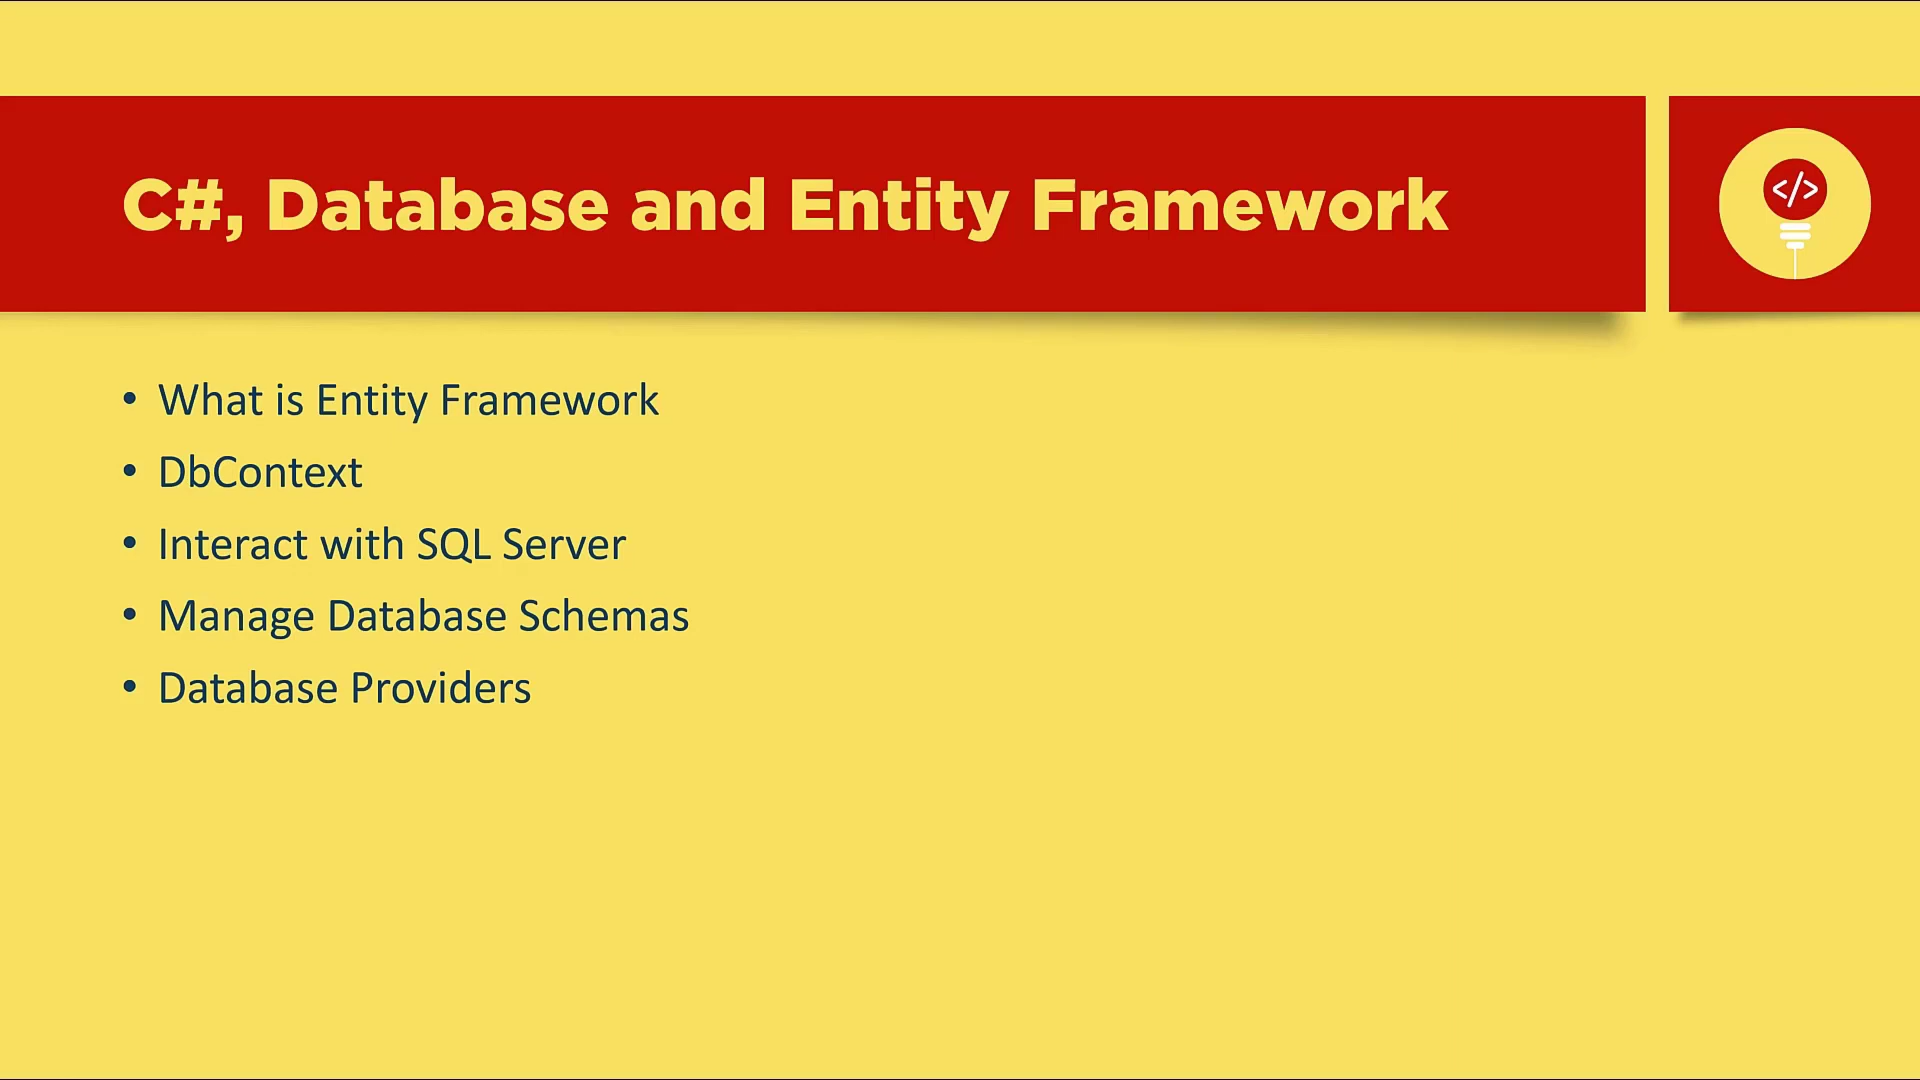 C#, Database and Entity Framework
</>
• What is Entity Framework
• DbContext
• Interact with SQL Server
• Manage Database Schemas
• Database Providers